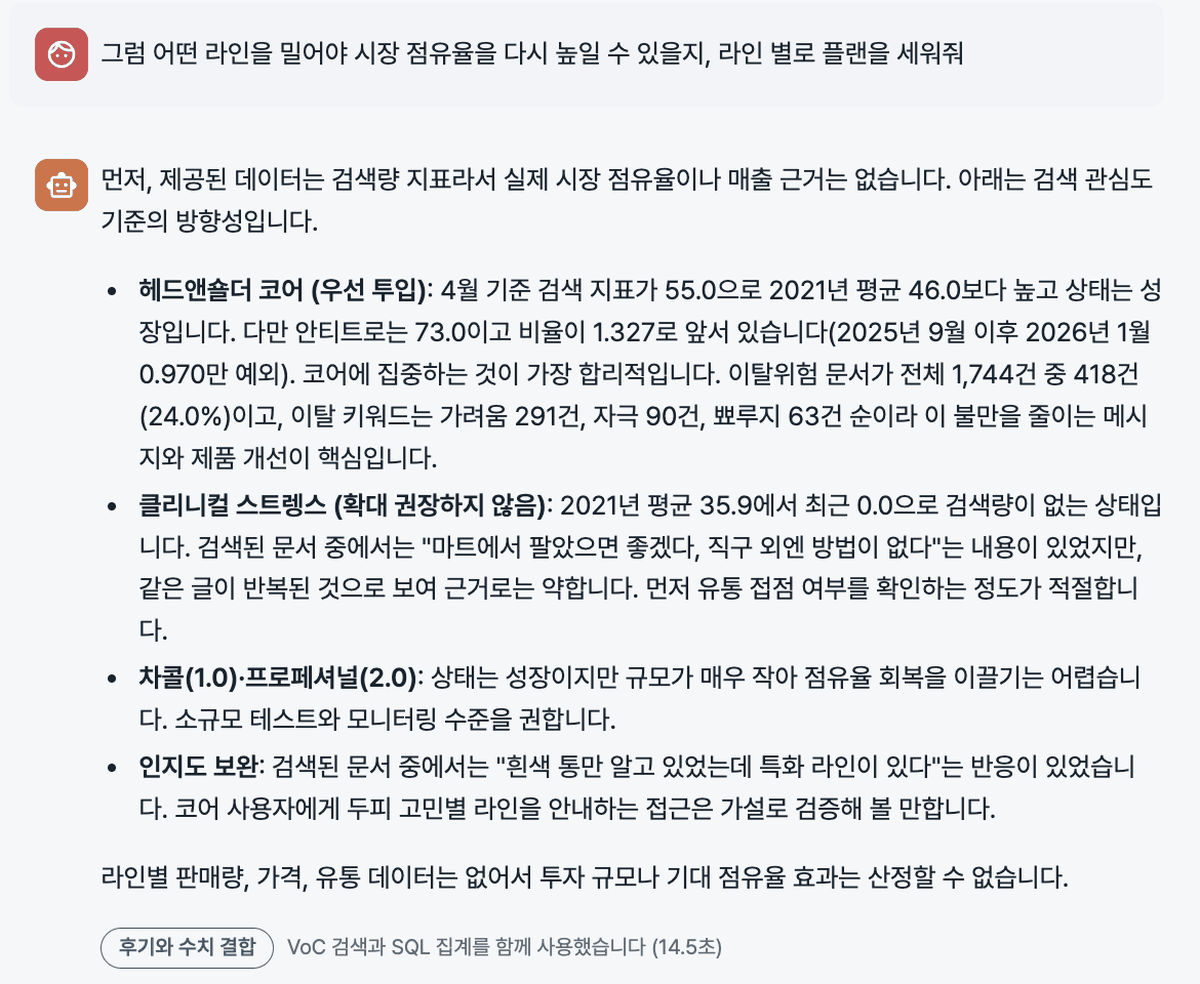 그럼 어떤 라인을 밀어야 시장 점유율을 다시 높일 수 있을지, 라인 별로 플랜을 세워줘
먼저, 제공된 데이터는 검색량 지표라서 실제 시장 점유율이나 매출 근거는 없습니다. 아래는 검색 관심도
기준의 방향성입니다.
• 헤드앤숄더 코어 (우선 투입): 4월 기준 검색 지표가 55.0으로 2021년 평균 46.0보다 높고 상태는 성
장입니다. 다만 안티트로는 73.0이고 비율이 1.327로 앞서 있습니다(2025년 9월 이후 2026년 1월
0.970만 예외). 코어에 집중하는 것이 가장 합리적입니다. 이탈위험 문서가 전체 1,744건 중 418건
(24.0%)이고, 이탈 키워드는 가려움 291건, 자극 90건, 뾰루지 63건 순이라 이 불만을 줄이는 메시
지와 제품 개선이 핵심입니다.
• 클리니컬 스트렝스 (확대 권장하지 않음): 2021년 평균 35.9에서 최근 0.0으로 검색량이 없는 상태입
니다. 검색된 문서 중에서는 "마트에서 팔았으면 좋겠다, 직구 외엔 방법이 없다"는 내용이 있었지만,
같은 글이 반복된 것으로 보여 근거로는 약합니다. 먼저 유통 접점 여부를 확인하는 정도가 적절합니
다.
• 차콜(1.0)·프로페셔널(2.0): 상태는 성장이지만 규모가 매우 작아 점유율 회복을 이끌기는 어렵습니
다. 소규모 테스트와 모니터링 수준을 권합니다.
• 인지도 보완: 검색된 문서 중에서는 "흰색 통만 알고 있었는데 특화 라인이 있다"는 반응이 있었습니
다. 코어 사용자에게 두피 고민별 라인을 안내하는 접근은 가설로 검증해 볼 만합니다.
라인별 판매량, 가격, 유통 데이터는 없어서 투자 규모나 기대 점유율 효과는 산정할 수 없습니다.
후기와 수치 결합 VoC 검색과 SQL 집계를 함께 사용했습니다 (14.5초)